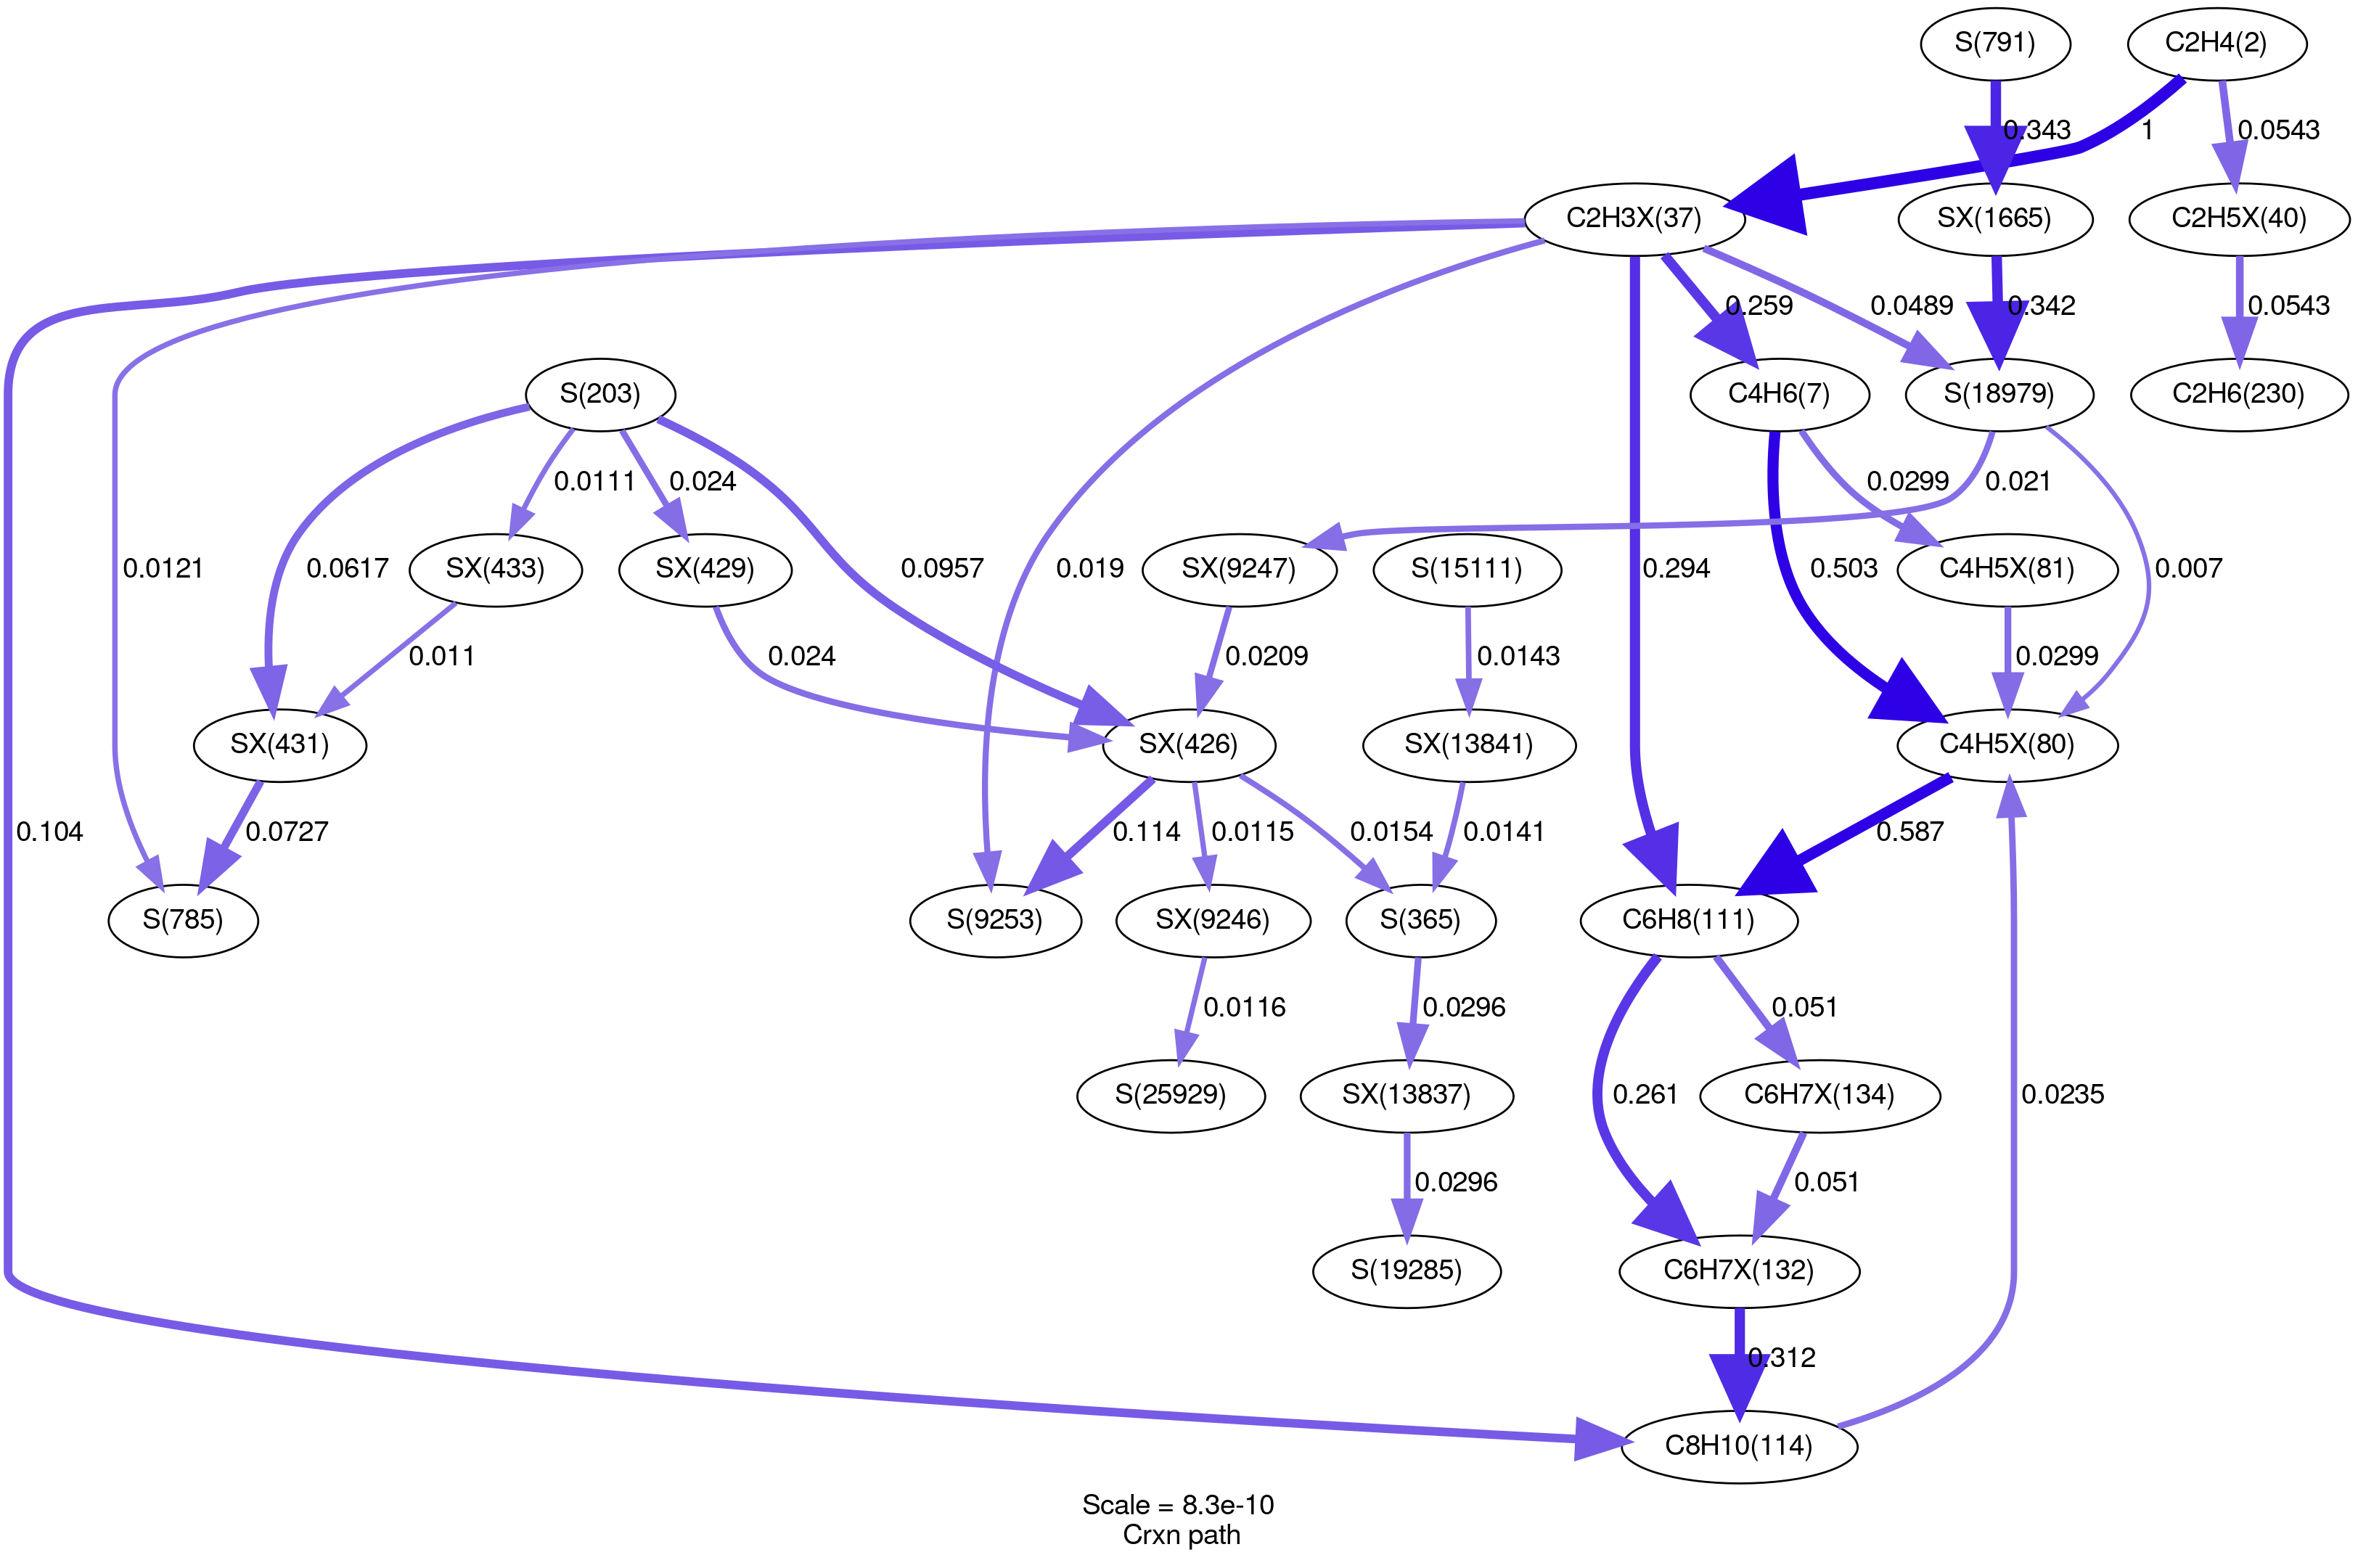 S(791)
C2H4(2)
0.343
1
0.0543
C2H3X(37)
SX(1665)
C2H5X(40)
0.259
0.0489
0.342
0.0543
S(203)
C4H6(7)
S(18979)
C2H6(230)
0.0111
0.024
0.0299
0.021
0.0121
0.0617
SX(433)
SX(429)
0.0957
0.019
SX(9247)
S(15111)
0.294
0.503
C4H5X(81)
0.007
0.011
0.024
0.0209
0.0143
0.0299
SX(431)
SX(426)
SX(13841)
C4H5X(80)
0.104
0.0727
0.114
0.0115
0.0154
0.0141
0.587
S(785)
S(9253)
SX(9246)
S(365)
C6H8(111)
0.0116
0.0296
0.051
S(25929)
SX(13837)
0.261
C6H7X(134)
0.0235
0.0296
0.051
S(19285)
C6H7X(132)
0.312
C8H10(114)
Scale = 8.3e-10
Crxn path